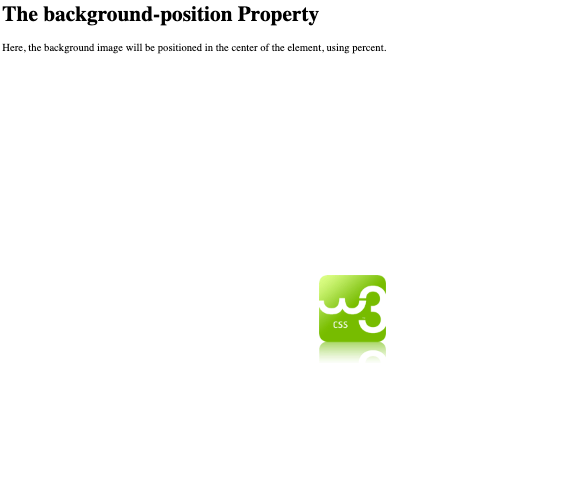 The background-position Property
Here, the background image will be positioned in the center of the element, using percent.
w3
CSS